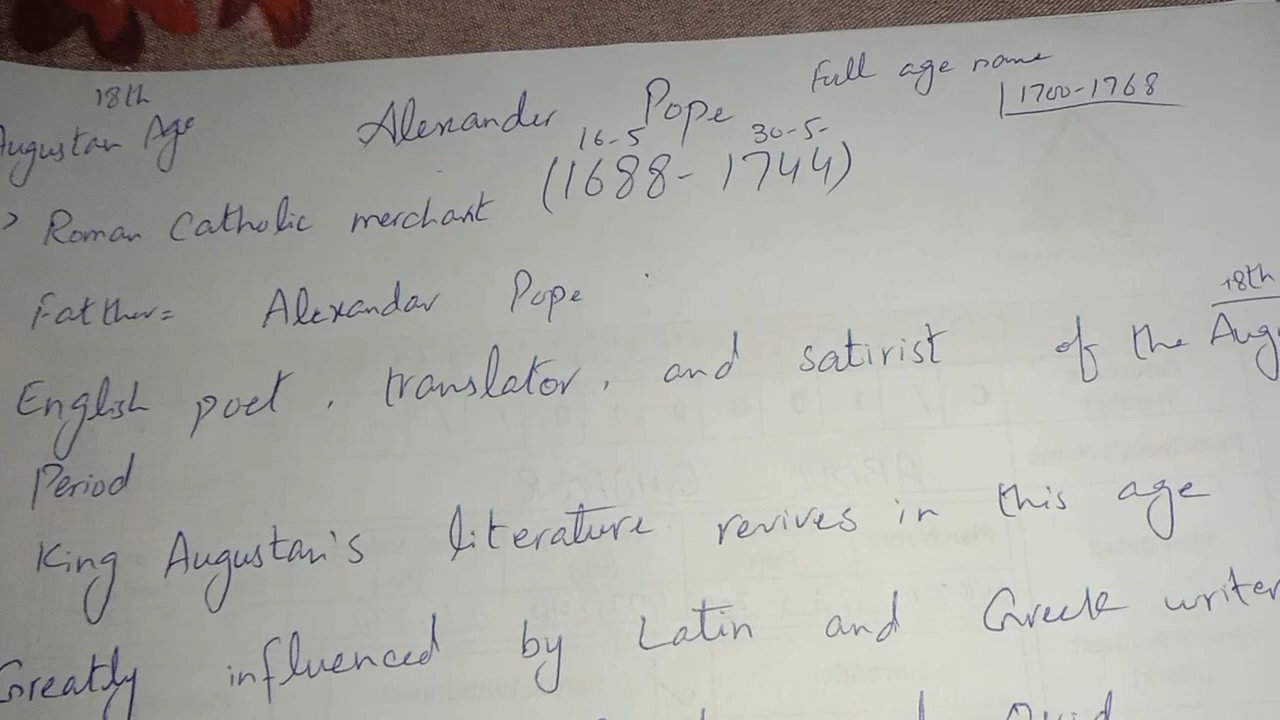 18th
Augustan Age
Alexander Pope
Full age name
1700-1768
16-5 30-5-
(1688-1744)
> Roman Catholic merchant
Fatther= Alexandar Pope
18th
English poet, translator, and satirist of the Aug
Period
King Augustan's literature revives in this age
Greatly influenced by Latin and Greek writer
Ovid